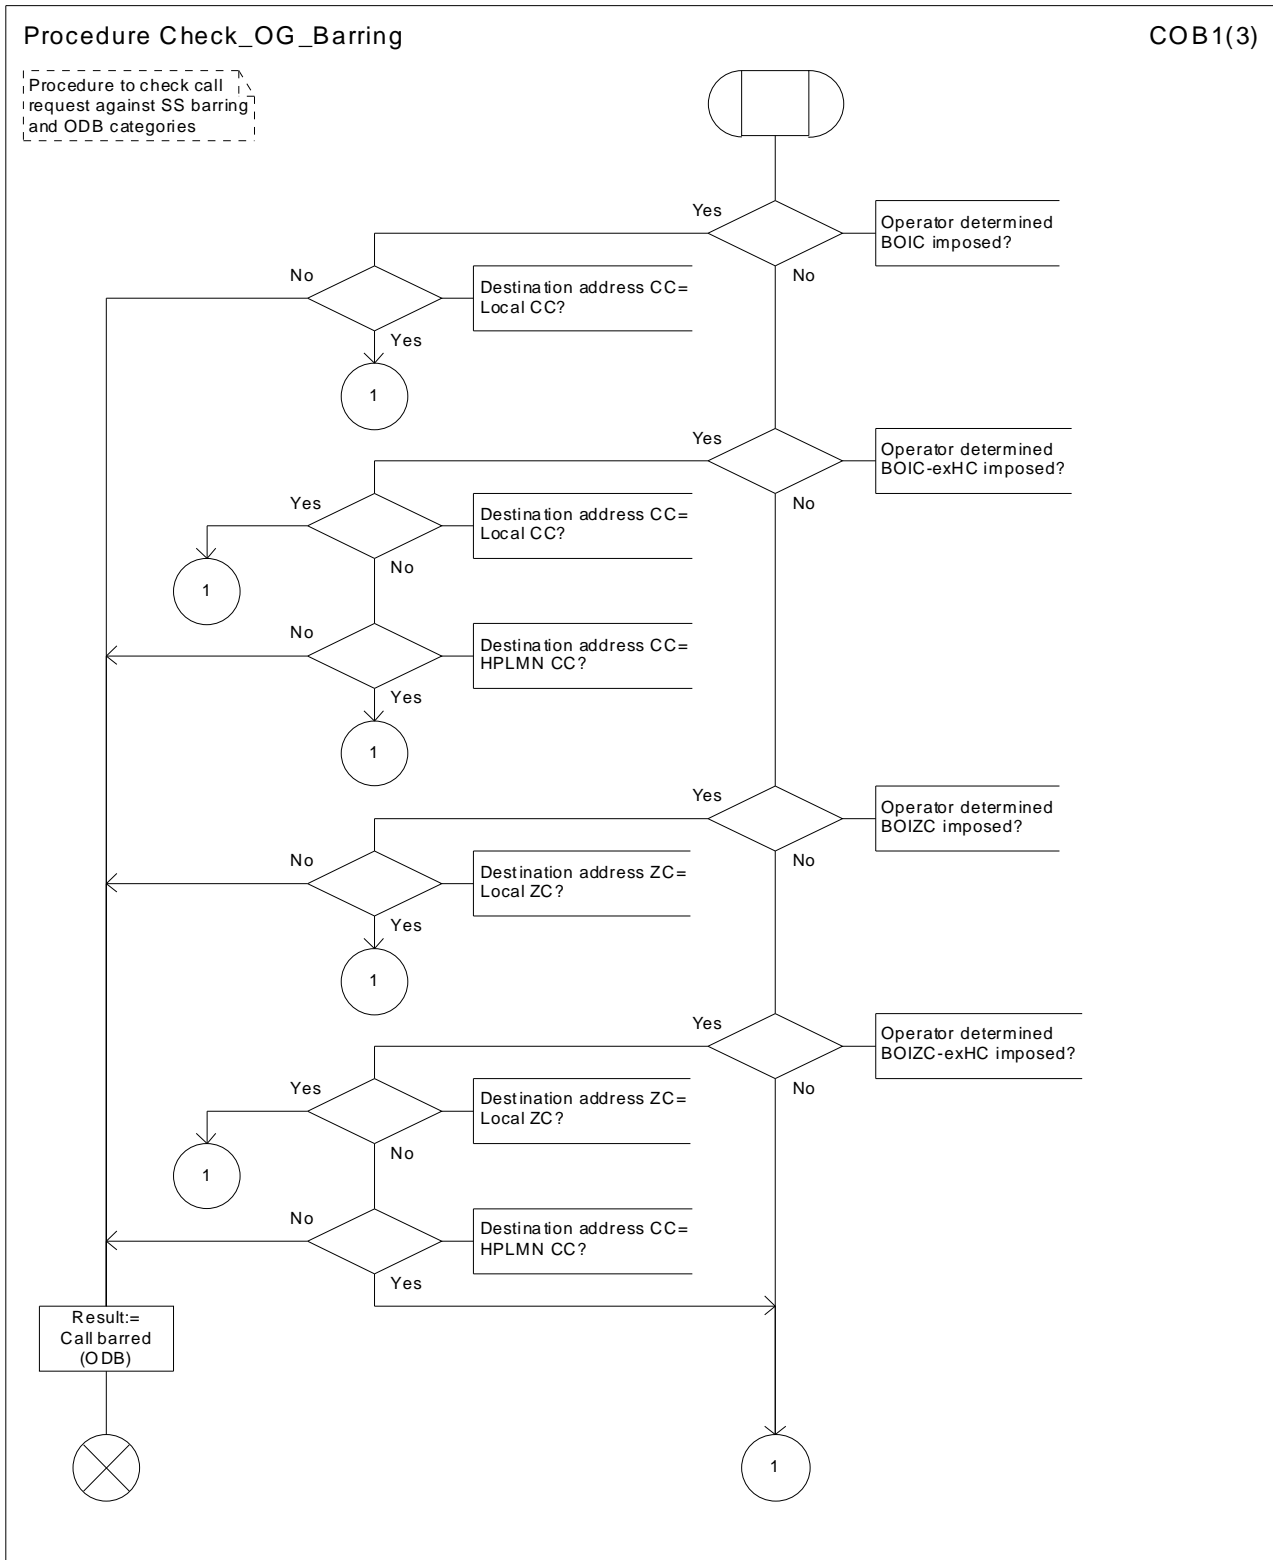 Procedure Check_OG_Barring
COB1(3)
Procedure to check call
request against SS barring
and ODB categories
Yes
Operator determined
BOIC imposed?
No
No
Destination address CC=
Local CC?
Yes
1
Yes
Operator determined
BOIC-exHC imposed?
No
Yes
Destination address CC=
Local CC?
No
1
No
Destination address CC=
HPLMN CC?
Yes
1
Yes
Operator determined
BOIZC imposed?
No
No
Destination address ZC=
Local ZC?
Yes
1
Yes
Operator determined
BOIZC-exHC imposed?
No
Yes
Destination address ZC=
Local ZC?
No
1
No
Destination address CC=
HPLMN CC?
Yes
Result:=
Call barred
(ODB)
1